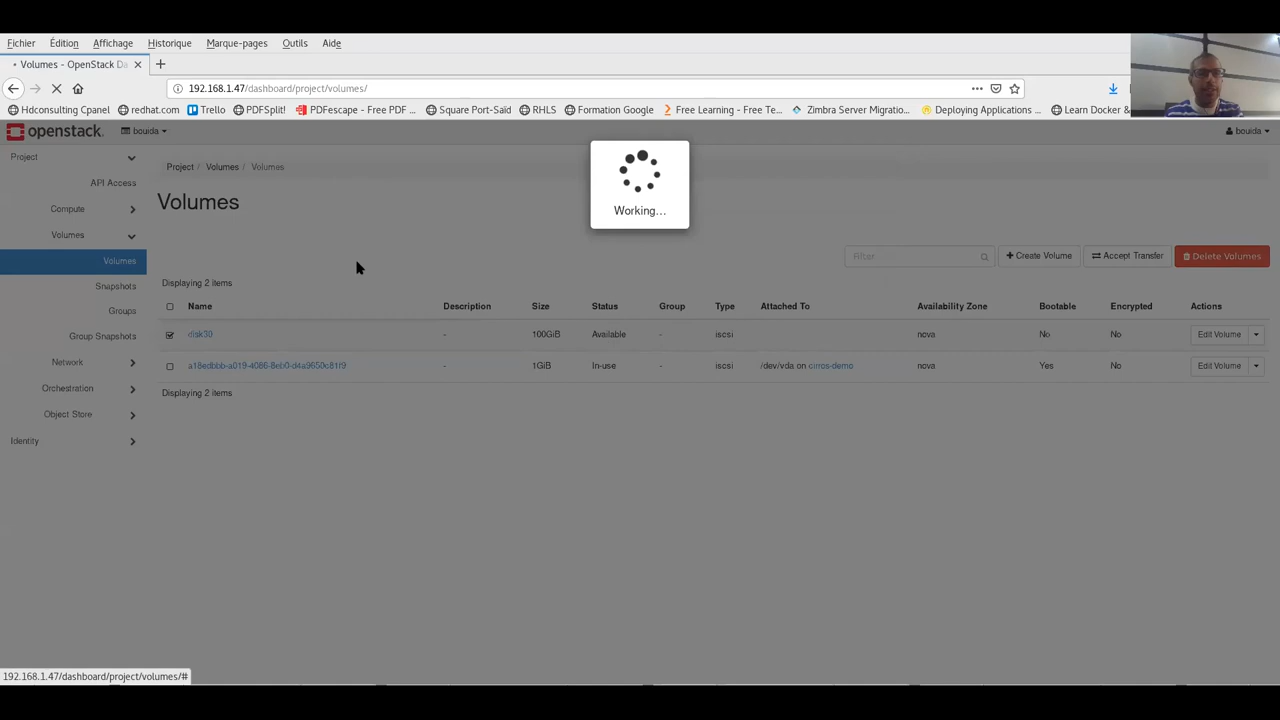 Fichier Édition Affichage Historique Marque-pages Outils Aide
Volumes - OpenStack Da
192.168.1.47/dashboard/project/volumes/
Hdconsulting Cpanel redhat.com Trello PDFSplit! PDFescape - Free PDF ... Square Port-Saïd RHLS Formation Google Free Learning - Free Te... Zimbra Server Migratio... Deploying Applications ... Learn Docker &
openstack. bouida bouida
Project
API Access
Compute
Volumes
Volumes
Snapshots
Groups
Group Snapshots
Network
Orchestration
Object Store
Identity
Project / Volumes / Volumes
Volumes
Working...
Filter Create Volume Accept Transfer Delete Volumes
Displaying 2 items
Name Description Size Status Group Type Attached To Availability Zone Bootable Encrypted Actions
disk30 - 100GiB Available - iscsi nova No No Edit Volume
- 1GiB In-use - iscsi /dev/vda on cirros-demo nova Yes No Edit Volume
Displaying 2 items
192.168.1.47/dashboard/project/volumes/#